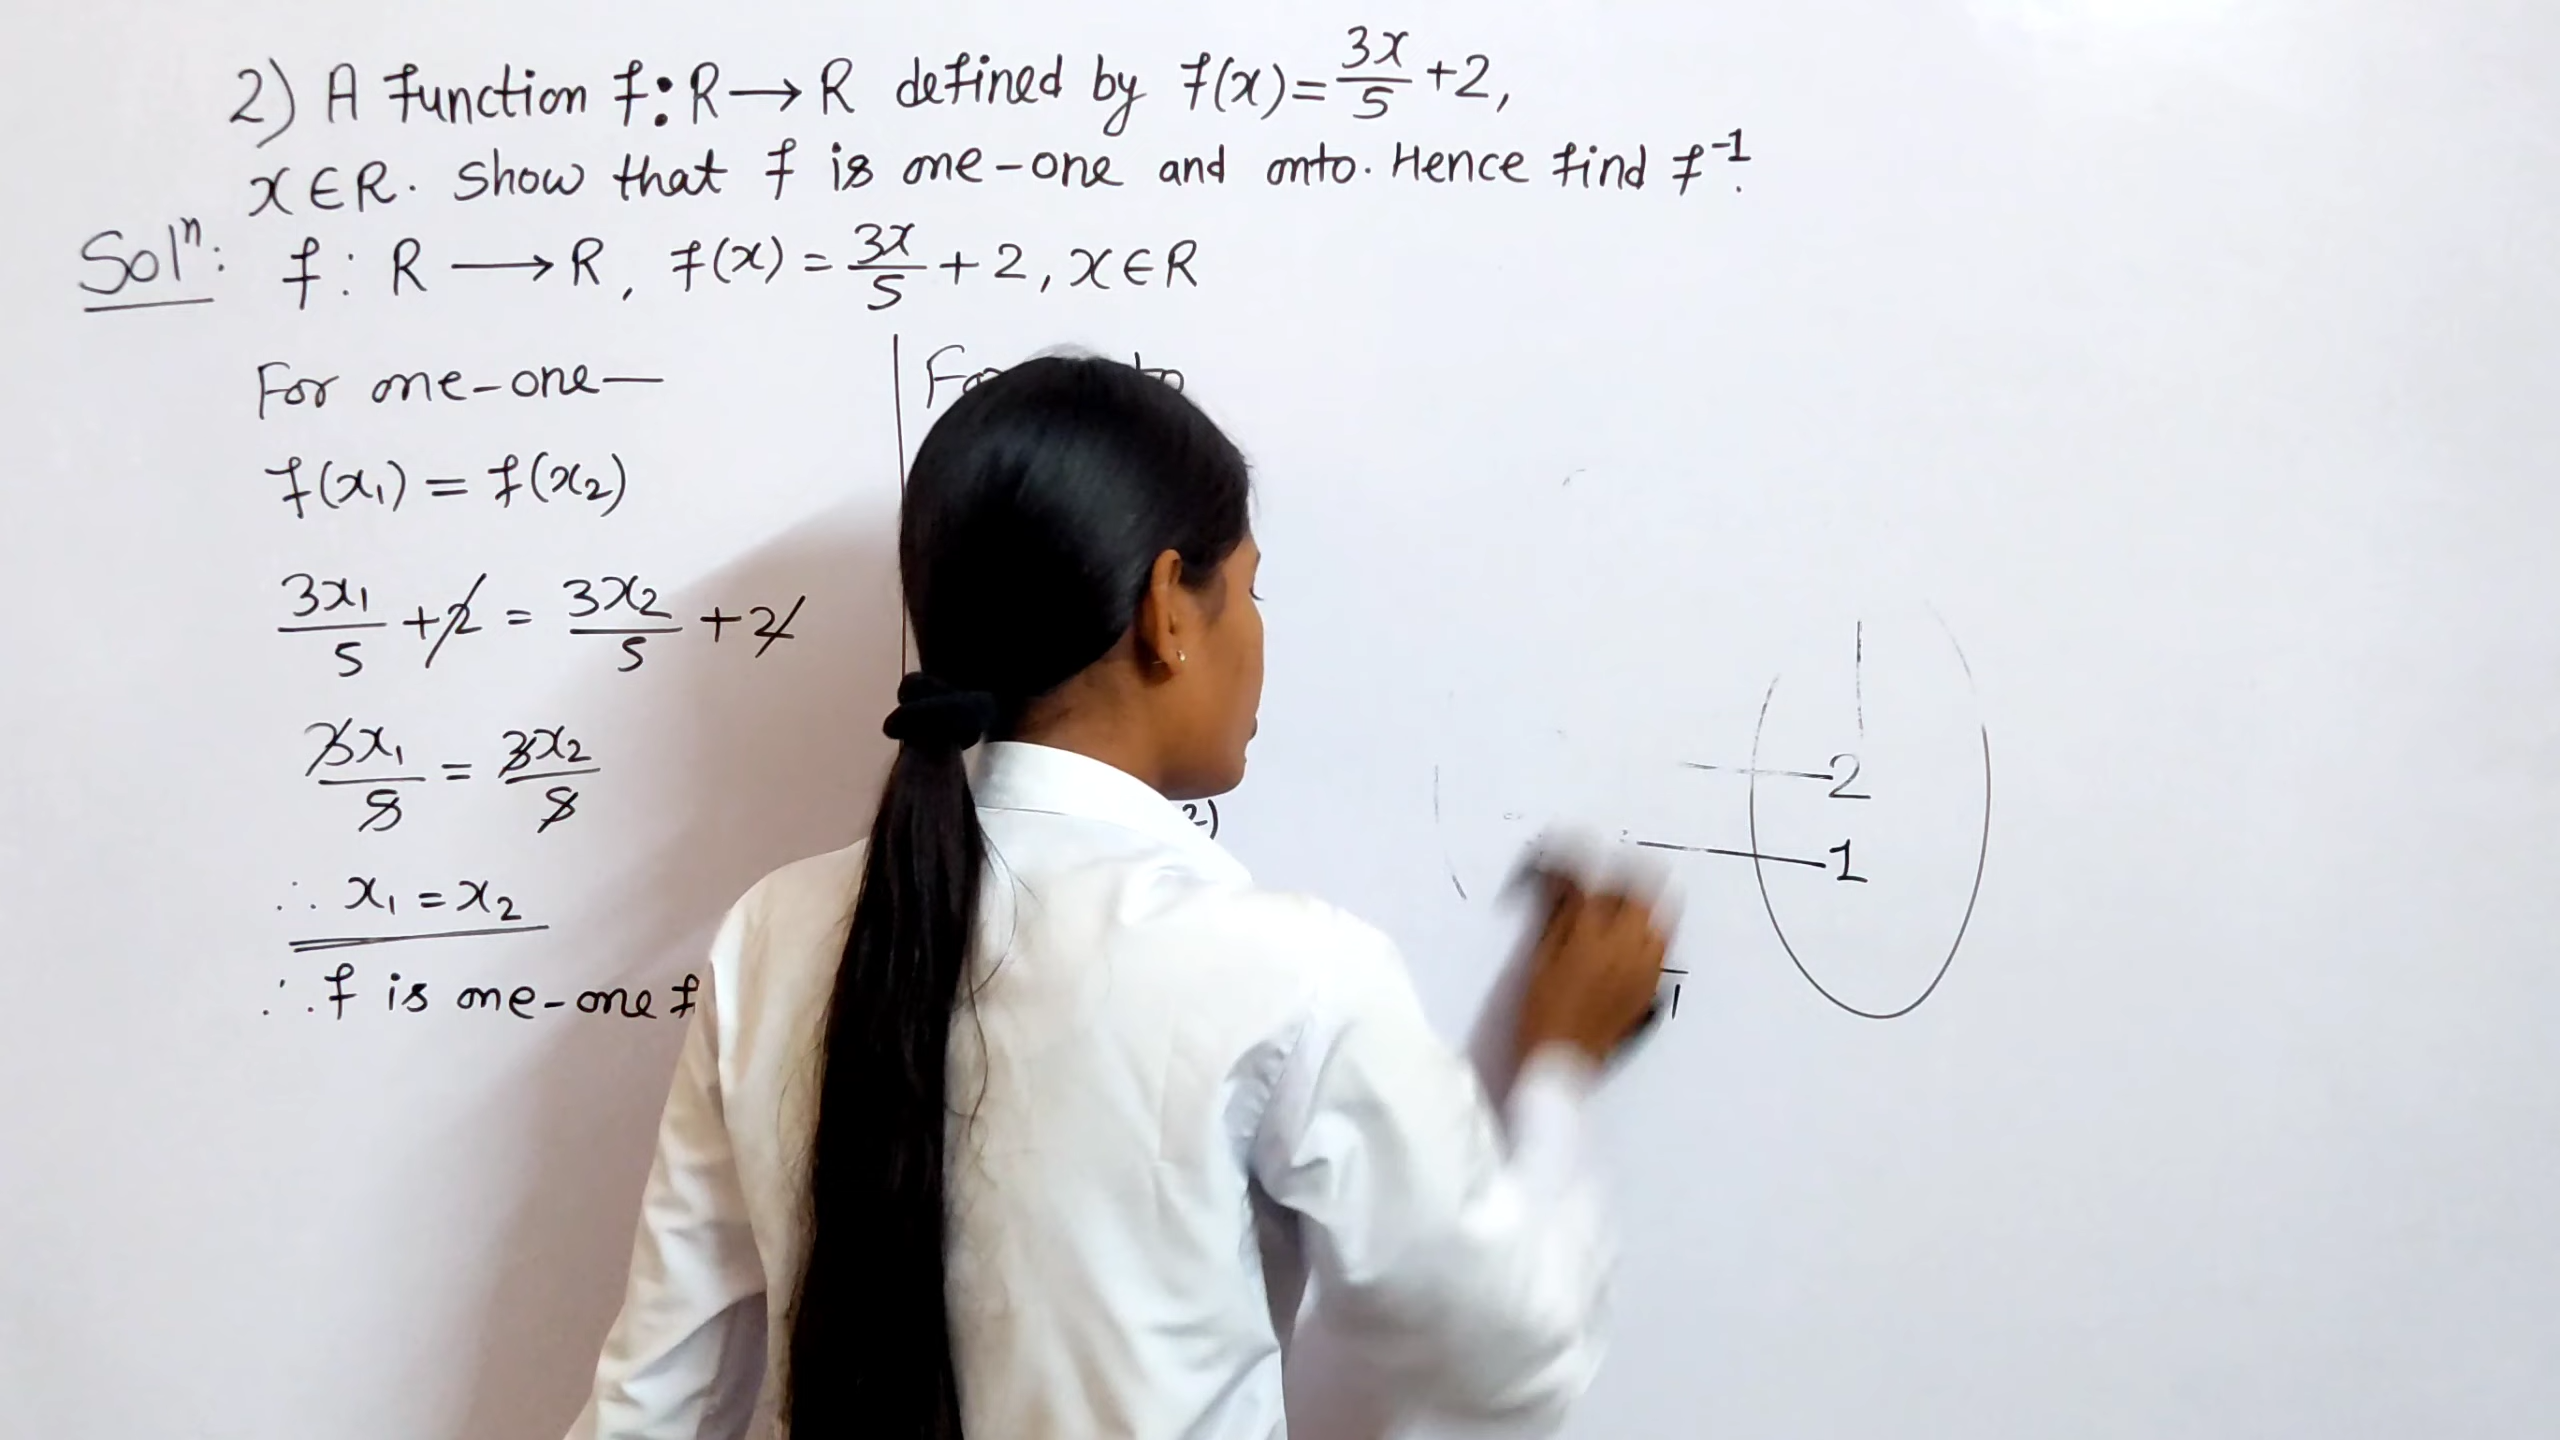 2) A function f: R → R defined by f(x) = 3x/5 + 2,
x ∈ R. Show that f is one-one and onto. Hence find f⁻¹.
Solⁿ: f : R → R, f(x) = 3x/5 + 2, x ∈ R
For one-one—
f(x₁) = f(x₂)
3x₁/5 + 2 = 3x₂/5 + 2
3x₁/5 = 3x₂/5
∴ x₁ = x₂
∴ f is one-one f
2)
2
1